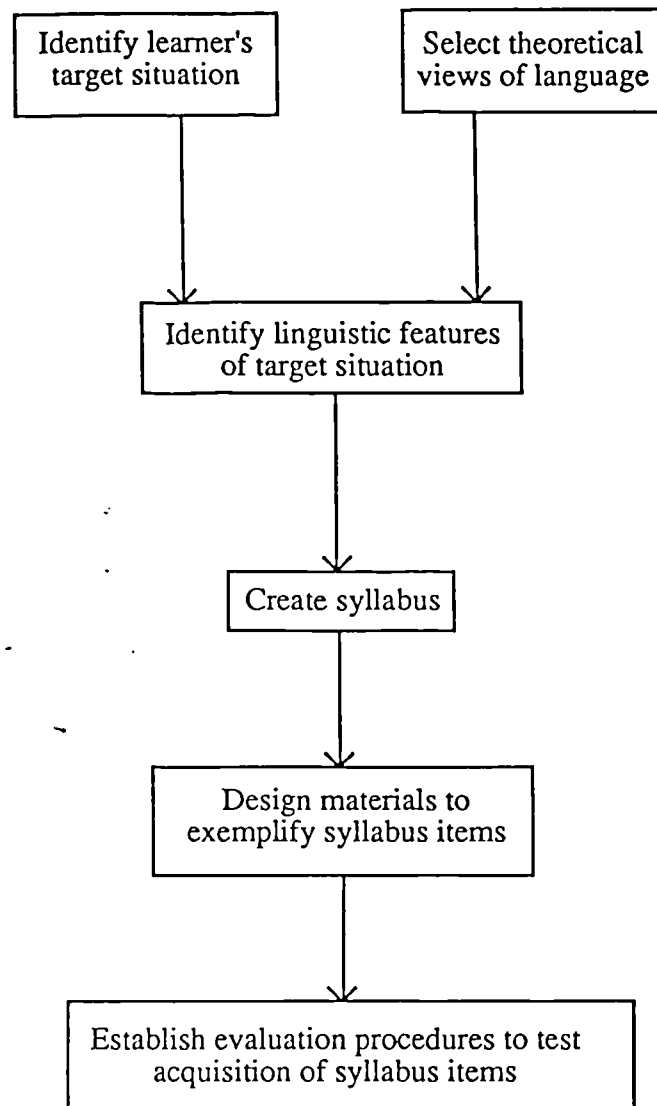 Identify learner's
target situation
Select theoretical
views of language
Identify linguistic features
of target situation
Create syllabus
Design materials to
exemplify syllabus items
Establish evaluation procedures to test
acquisition of syllabus items